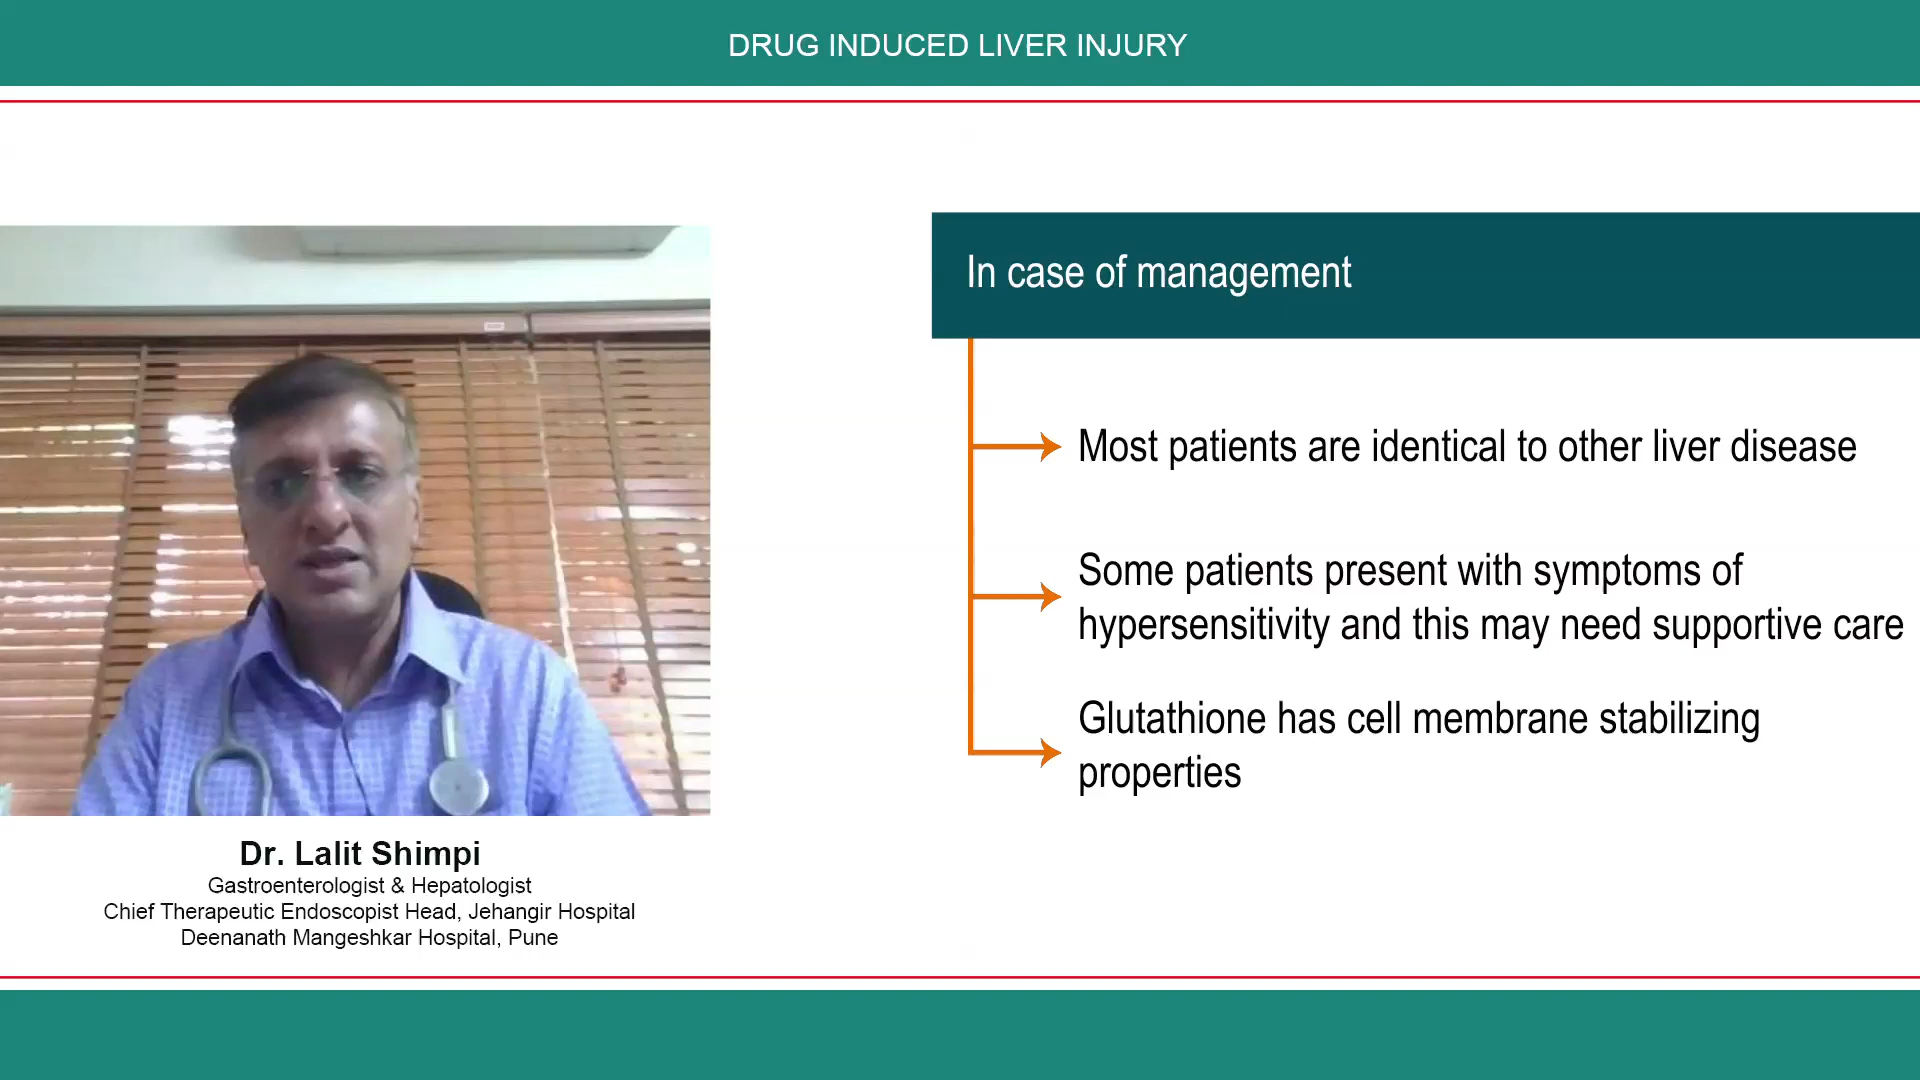 DRUG INDUCED LIVER INJURY
In case of management
Most patients are identical to other liver disease
Some patients present with symptoms of
hypersensitivity and this may need supportive care
Glutathione has cell membrane stabilizing
properties
Dr. Lalit Shimpi
Gastroenterologist & Hepatologist
Chief Therapeutic Endoscopist Head, Jehangir Hospital
Deenanath Mangeshkar Hospital, Pune